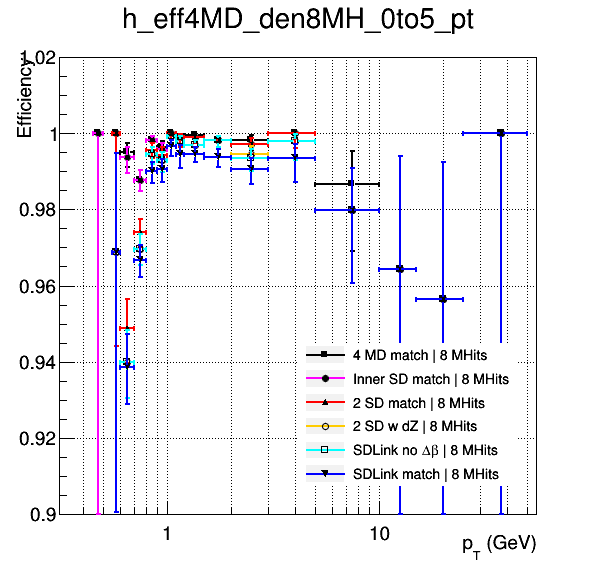 h_eff4MD_den8MH_0to5_pt
Efficiency
1.02
1
0.98
0.96
0.94
0.92
0.9
4 MD match | 8 MHits
Inner SD match | 8 MHits
2 SD match | 8 MHits
2 SD w dZ | 8 MHits
SDLink no Δβ | 8 MHits
SDLink match | 8 MHits
1
10
p_T (GeV)